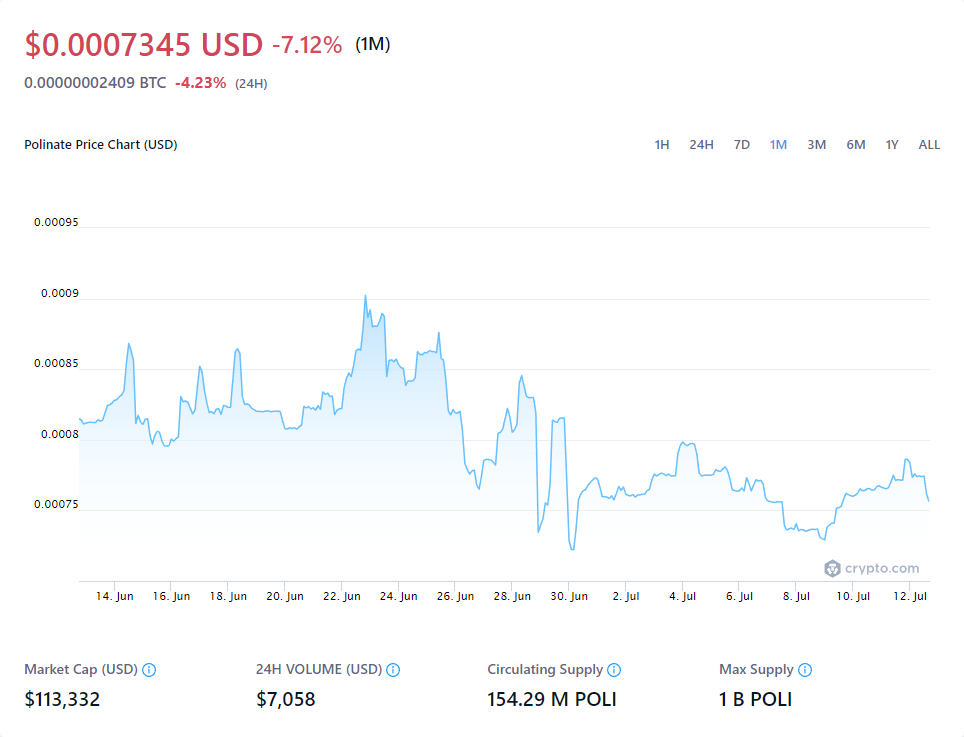 $0.0007345 USD -7.12% (1M)
0.00000002409 BTC -4.23% (24H)
Polinate Price Chart (USD) 1H 24H 7D 1M 3M 6M 1Y ALL
0.00095
0.0009
0.00085
0.0008
0.00075
crypto.com
14. Jun 16. Jun 18. Jun 20. Jun 22. Jun 24. Jun 26. Jun 28. Jun 30. Jun 2. Jul 4. Jul 6. Jul 8. Jul 10. Jul 12. Jul
Market Cap (USD) 24H VOLUME (USD) Circulating Supply Max Supply
$113,332 $7,058 154.29 M POLI 1 B POLI